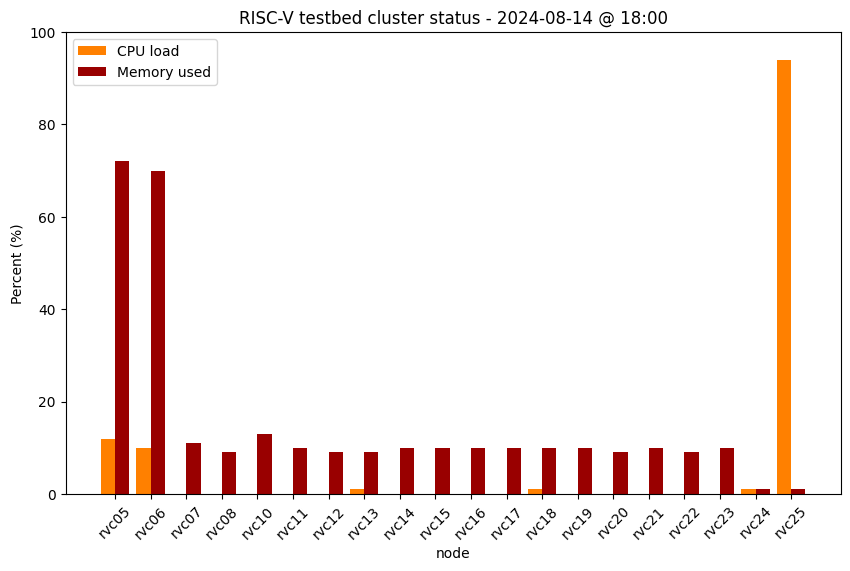 RISC-V testbed cluster status - 2024-08-14 @ 18:00
CPU load
Memory used
Percent (%)
100
80
60
40
20
0
rvc05 rvc06 rvc07 rvc08 rvc10 rvc11 rvc12 rvc13 rvc14 rvc15 rvc16 rvc17 rvc18 rvc19 rvc20 rvc21 rvc22 rvc23 rvc24 rvc25
node